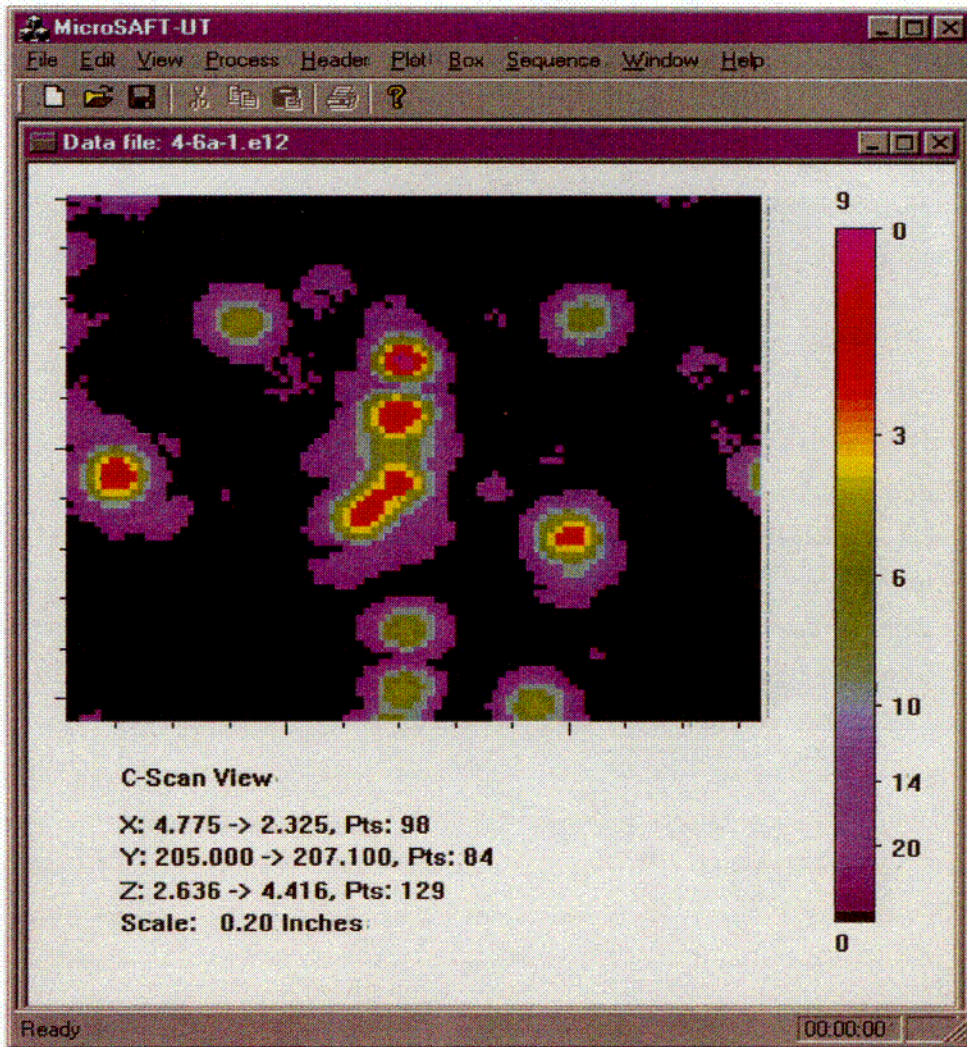 MicroSAFT-UT
File Edit View Process Header Plot Box Sequence Window Help
Data file: 4-6a-1.e12
9
0
3
6
10
14
20
0
C-Scan View
X: 4.775 -> 2.325, Pts: 98
Y: 205.000 -> 207.100, Pts: 84
Z: 2.636 -> 4.416, Pts: 129
Scale: 0.20 Inches
Ready 00:00:00